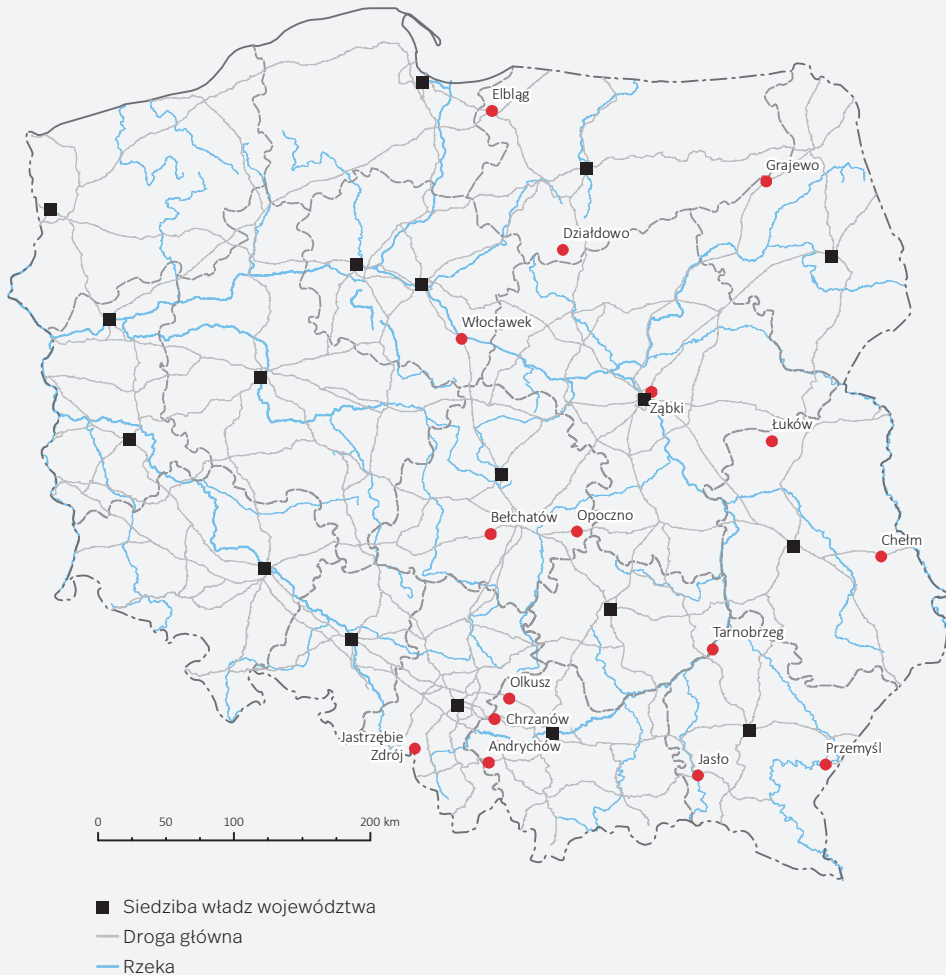 Elbląg
Grajewo
Działdowo
Włocławek
Ząbki
Łuków
Bełchatów
Opoczno
Chełm
Tarnobrzeg
Olkusz
Chrzanów
Jastrzębie
Zdrój
Andrychów
Jasło
Przemyśl
0 50 100 200 km
Siedziba władz województwa
Droga główna
Rzeka